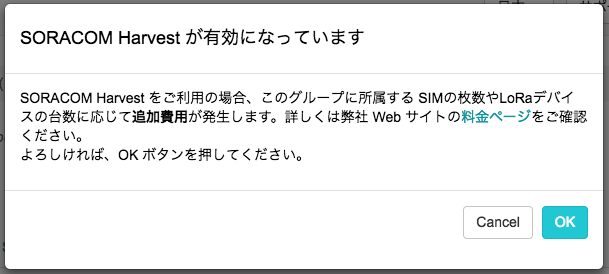 SORACOM Harvest が有効になっています
SORACOM Harvest をご利用の場合、このグループに所属する SIMの枚数やLoRaデバイ
スの台数に応じて追加費用が発生します。詳しくは弊社 Web サイトの料金ページをご確認
ください。
よろしければ、OK ボタンを押してください。
Cancel
OK